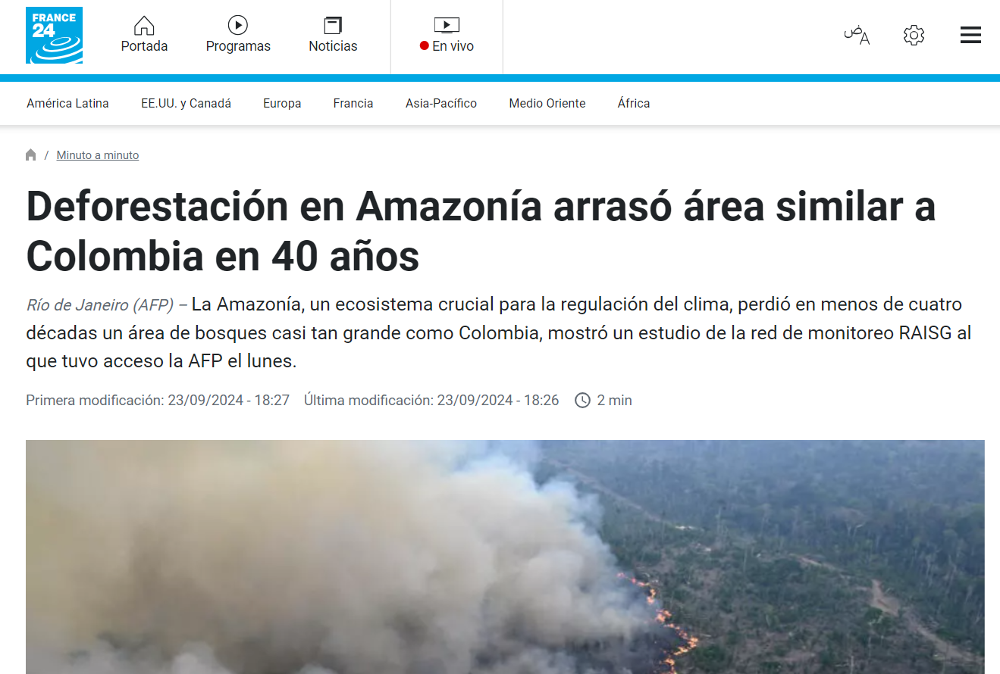 FRANCE
24
Portada
Programas
Noticias
En vivo
ض A
América Latina
EE.UU. y Canadá
Europa
Francia
Asia-Pacífico
Medio Oriente
África
/ Minuto a minuto
Deforestación en Amazonía arrasó área similar a
Colombia en 40 años
Río de Janeiro (AFP) – La Amazonía, un ecosistema crucial para la regulación del clima, perdió en menos de cuatro
décadas un área de bosques casi tan grande como Colombia, mostró un estudio de la red de monitoreo RAISG al
que tuvo acceso la AFP el lunes.
Primera modificación: 23/09/2024 - 18:27 Última modificación: 23/09/2024 - 18:26 2 min